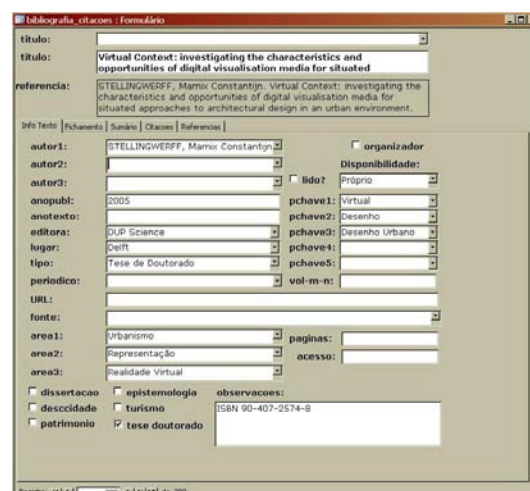 bibliografia_citacoes : Formulário
titulo:
titulo: Virtual Context: investigating the characteristics and
opportunities of digital visualisation media for situated
referencia: STELLINGWERFF, Marnix Constantijn. Virtual Context: investigating the
characteristics and opportunities of digital visualisation media for
situated approaches to architectural design in an urban environment.
Info Texto Fichamento Sumário Citacoes Referencias
autor1: STELLINGWERFF, Marnix Constantijn. organizador
autor2: Disponibilidade:
autor3: lido? Próprio
anopubl: 2005 pchave1: Virtual
anotexto: pchave2: Desenho
editora: DUP Science pchave3: Desenho Urbano
lugar: Delft pchave4:
tipo: Tese de Doutorado pchave5:
periodico: vol-m-n:
URL:
fonte:
area1: Urbanismo paginas:
area2: Representação acesso:
area3: Realidade Virtual
dissertacao epistemologia observacoes:
desccidade turismo ISBN 90-407-2574-8
patrimonio tese doutorado